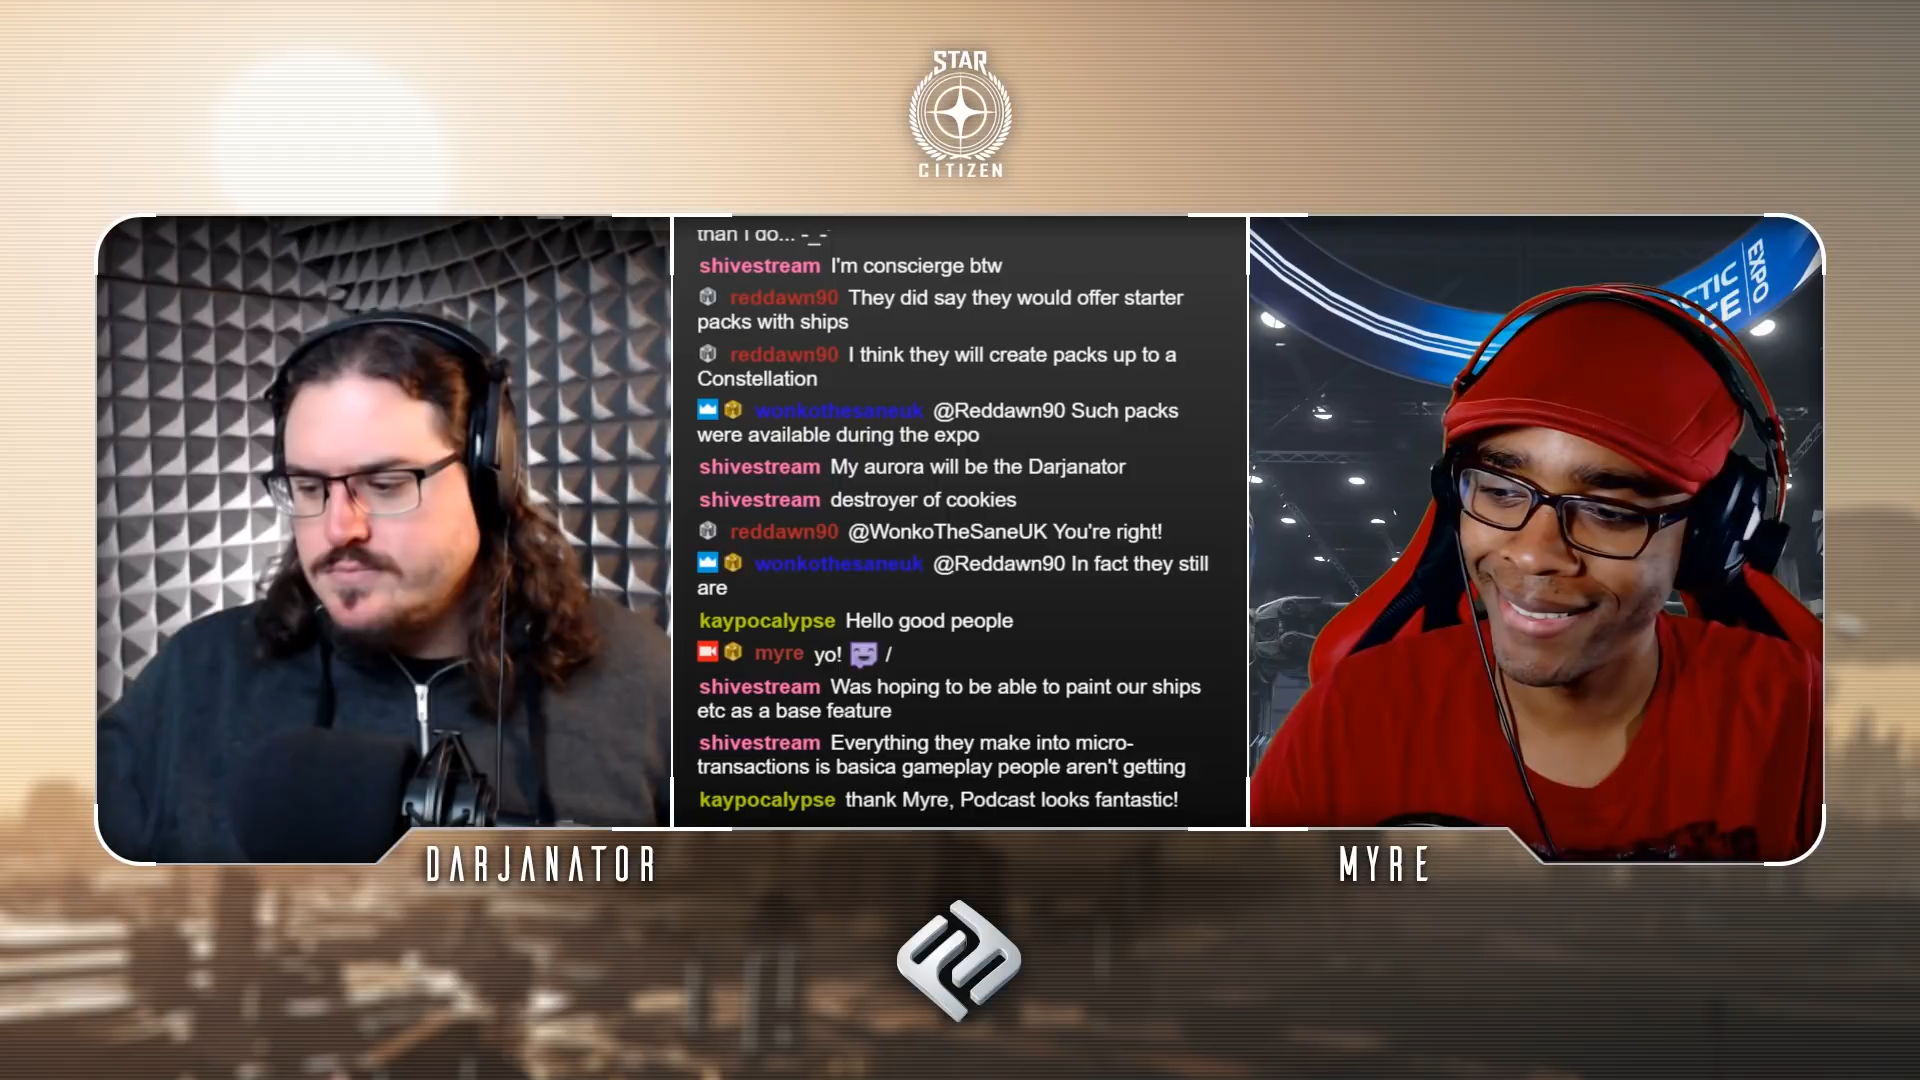 STAR
CITIZEN
than I do... -_-
shivestream I'm conscierge btw
reddawn90 They did say they would offer starter
packs with ships
reddawn90 I think they will create packs up to a
Constellation
wonkothesaneuk @Reddawn90 Such packs
were available during the expo
shivestream My aurora will be the Darjanator
shivestream destroyer of cookies
reddawn90 @WonkoTheSaneUK You're right!
wonkothesaneuk @Reddawn90 In fact they still
are
kaypocalypse Hello good people
myre yo! /
shivestream Was hoping to be able to paint our ships
etc as a base feature
shivestream Everything they make into micro-
transactions is basica gameplay people aren't getting
kaypocalypse thank Myre, Podcast looks fantastic!
EXPO
DARJANATOR
MYRE